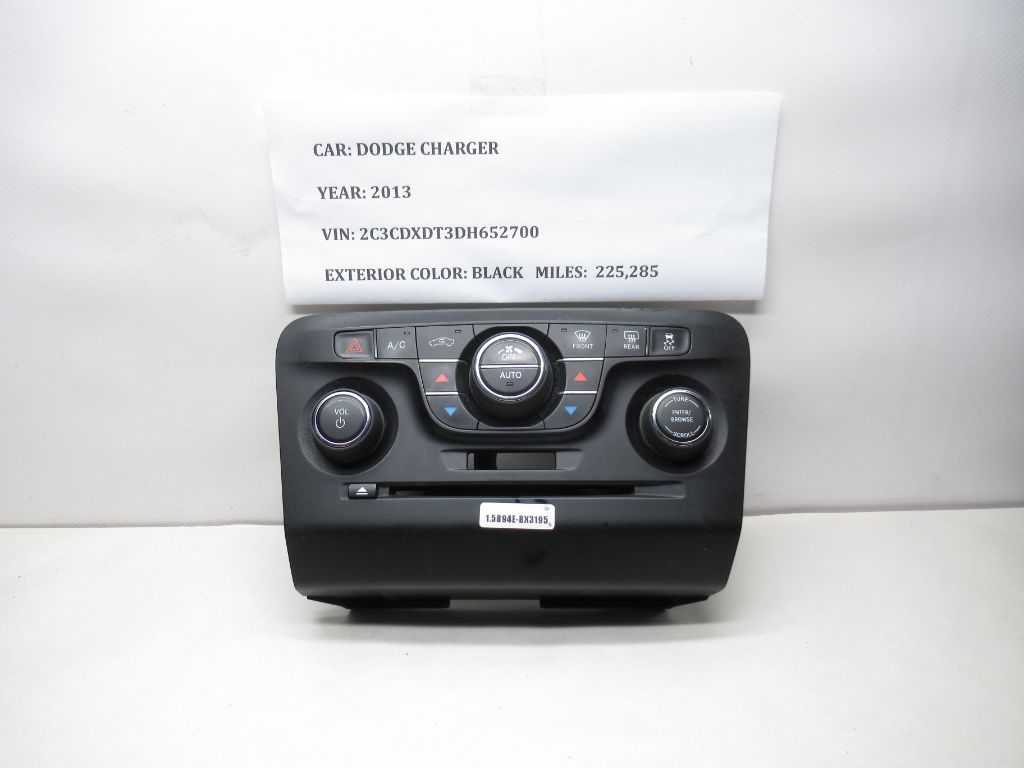 CAR: DODGE CHARGER
YEAR: 2013
VIN: 2C3CDXDT3DH652700
EXTERIOR COLOR: BLACK MILES: 225,285
A/C
OFF
AUTO
FRONT
REAR
OFF
VOL
TUNE
ENTER/
BROWSE
SCROLL
1.5B94E-BX3195